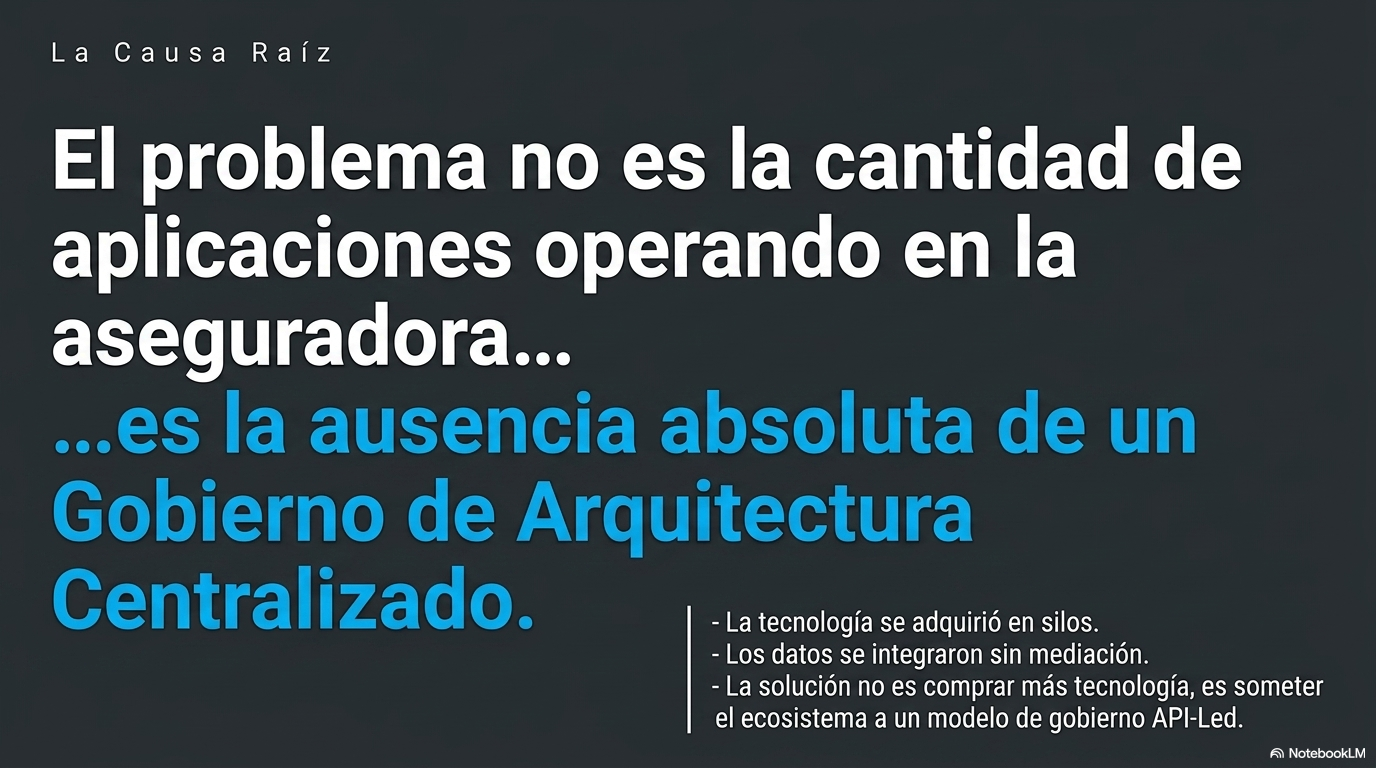 La Causa Raíz
El problema no es la cantidad de
aplicaciones operando en la
aseguradora...
...es la ausencia absoluta de un
Gobierno de Arquitectura
Centralizado.
- La tecnología se adquirió en silos.
- Los datos se integraron sin mediación.
- La solución no es comprar más tecnología, es someter
el ecosistema a un modelo de gobierno API-Led.
NotebookLM